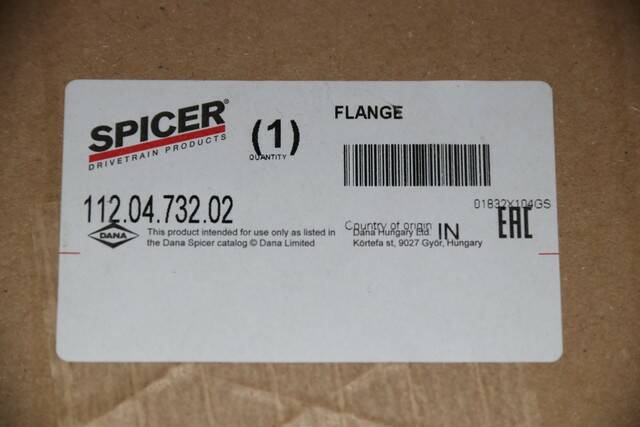 SPICER®
DRIVETRAIN PRODUCTS
(1)
QUANTITY
FLANGE
112.04.732.02
01832X104GS
DANA
This product intended for use only as listed in
the Dana Spicer catalog © Dana Limited
Country of origin IN
Dana Hungary Ltd.
Körtefa st, 9027 Győr, Hungary
EAC